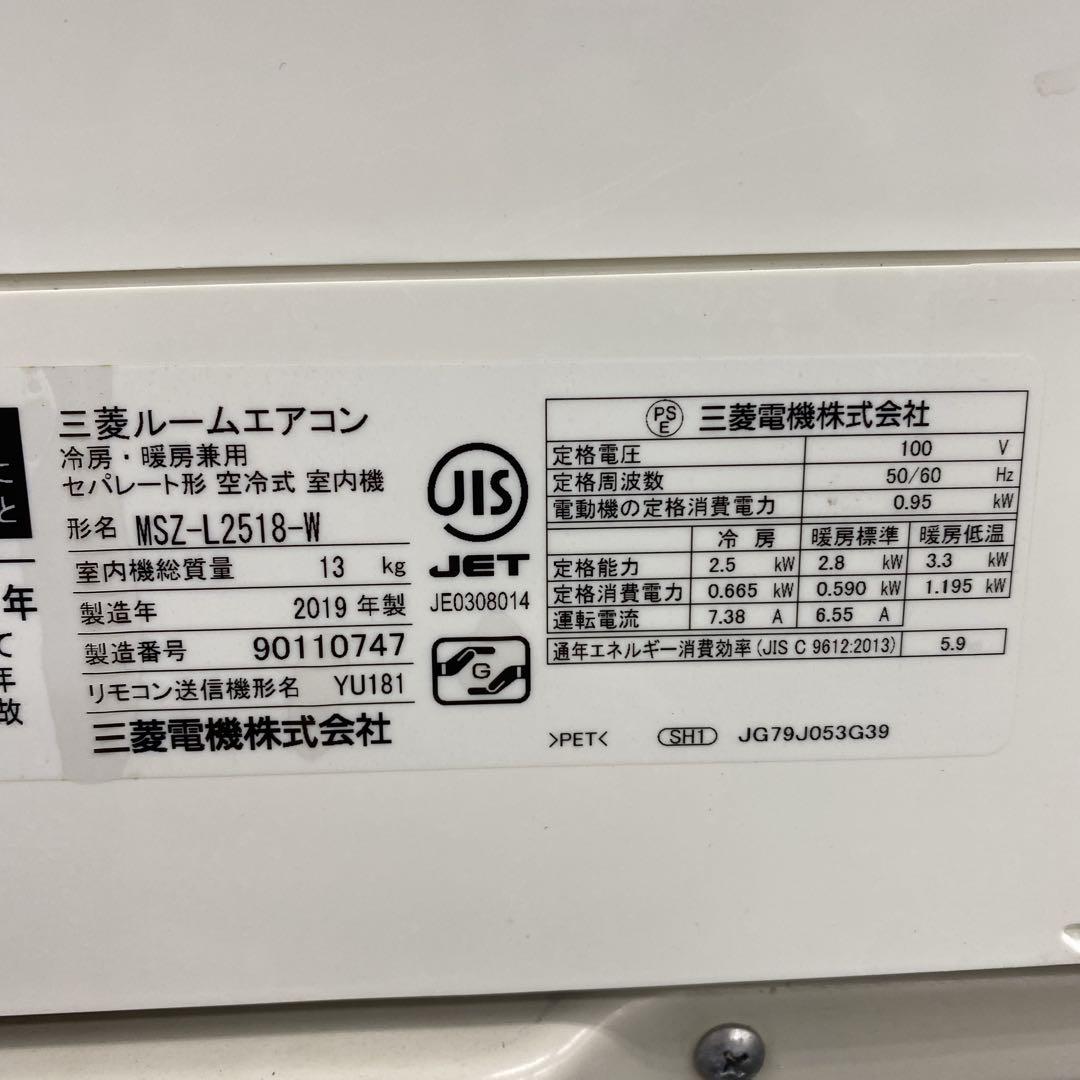 こ
と
年
て
年
故
三菱ルームエアコン
冷房・暖房兼用
セパレート形 空冷式 室内機
形名 MSZ-L2518-W
室内機総質量 13 kg
製造年 2019 年製
製造番号 90110747
リモコン送信機形名 YU181
三菱電機株式会社
JIS
JET
JE0308014
G
PS E 三菱電機株式会社
定格電圧 100 V
定格周波数 50/60 Hz
電動機の定格消費電力 0.95 kW
冷房 暖房標準 暖房低温
定格能力 2.5 kW 2.8 kW 3.3 kW
定格消費電力 0.665 kW 0.590 kW 1.195 kW
運転電流 7.38 A 6.55 A
通年エネルギー消費効率(JIS C 9612:2013) 5.9
>PET< SH1 JG79J053G39